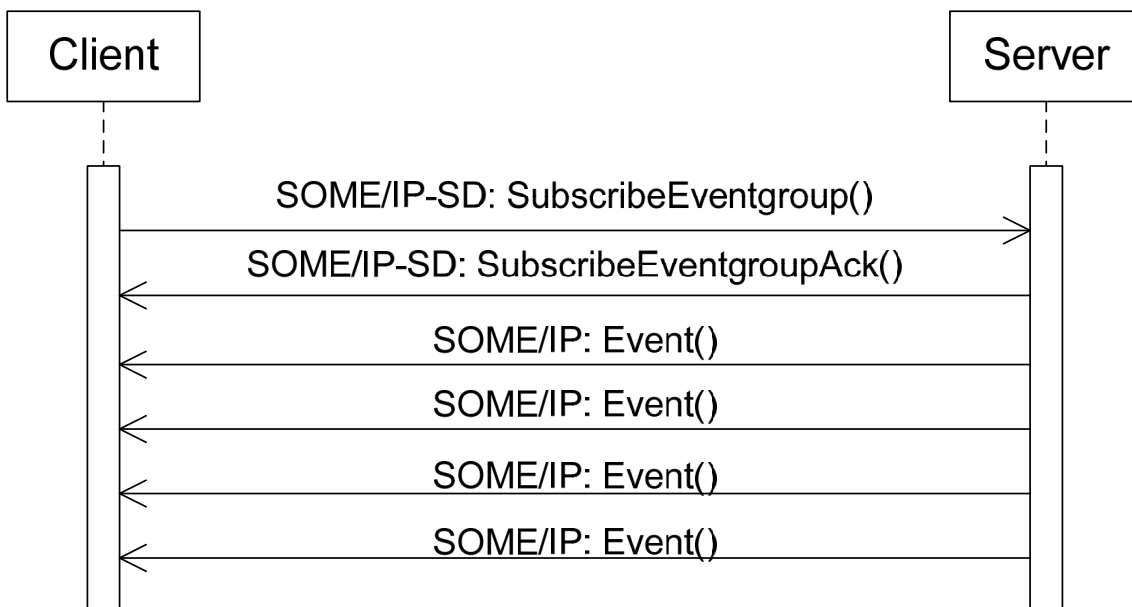 Client
Server
SOME/IP-SD: SubscribeEventgroup()
SOME/IP-SD: SubscribeEventgroupAck()
SOME/IP: Event()
SOME/IP: Event()
SOME/IP: Event()
SOME/IP: Event()